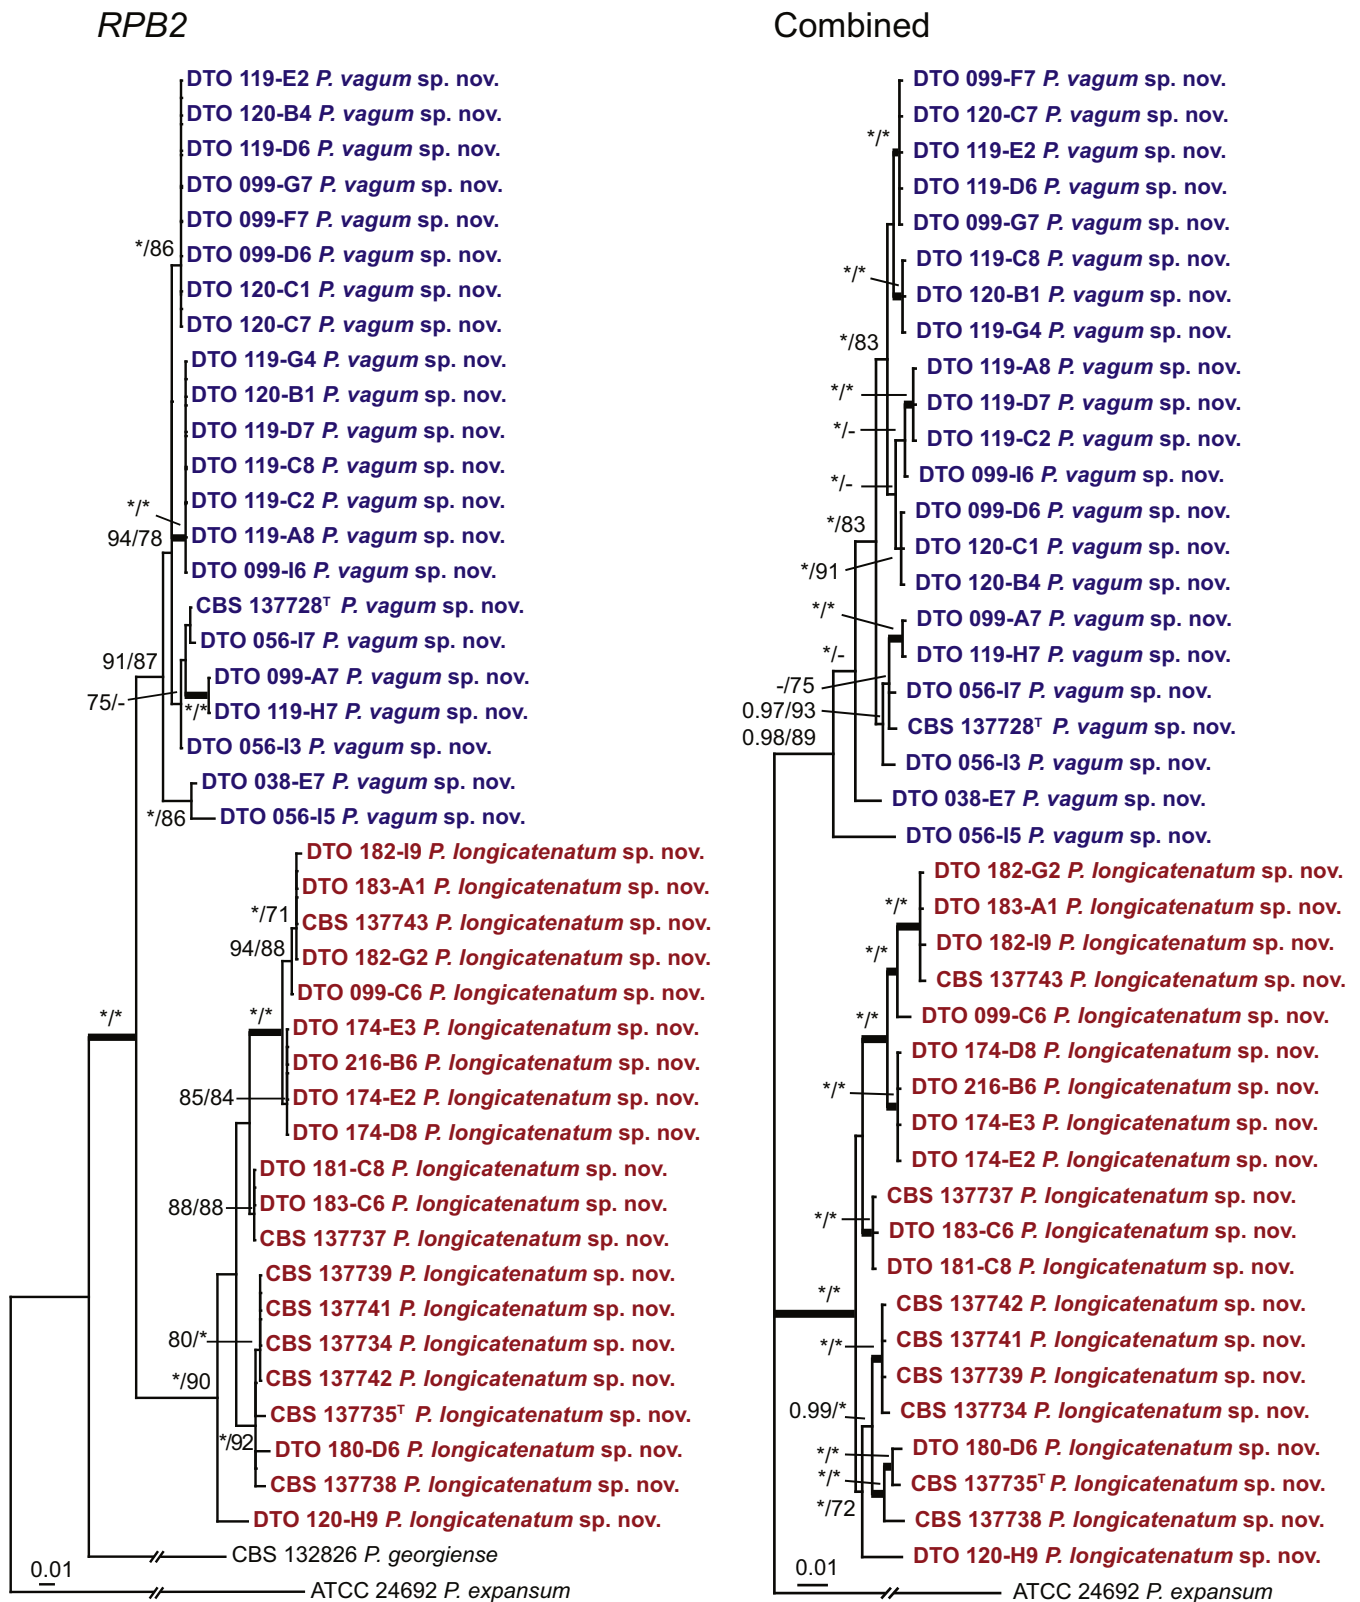 RPB2
DTO 119-E2 P. vagum sp. nov.
DTO 120-B4 P. vagum sp. nov.
DTO 119-D6 P. vagum sp. nov.
DTO 099-G7 P. vagum sp. nov.
DTO 099-F7 P. vagum sp. nov.
*/86
DTO 099-D6 P. vagum sp. nov.
DTO 120-C1 P. vagum sp. nov.
DTO 120-C7 P. vagum sp. nov.
DTO 119-G4 P. vagum sp. nov.
DTO 120-B1 P. vagum sp. nov.
DTO 119-D7 P. vagum sp. nov.
DTO 119-C8 P. vagum sp. nov.
DTO 119-C2 P. vagum sp. nov.
*/*
94/78
DTO 119-A8 P. vagum sp. nov.
DTO 099-I6 P. vagum sp. nov.
CBS 137728ᵀ P. vagum sp. nov.
DTO 056-I7 P. vagum sp. nov.
91/87
DTO 099-A7 P. vagum sp. nov.
75/-
*/*
DTO 119-H7 P. vagum sp. nov.
DTO 056-I3 P. vagum sp. nov.
DTO 038-E7 P. vagum sp. nov.
*/86
DTO 056-I5 P. vagum sp. nov.
DTO 182-I9 P. longicatenatum sp. nov.
DTO 183-A1 P. longicatenatum sp. nov.
*/71
CBS 137743 P. longicatenatum sp. nov.
94/88
DTO 182-G2 P. longicatenatum sp. nov.
DTO 099-C6 P. longicatenatum sp. nov.
*/*
*/*
DTO 174-E3 P. longicatenatum sp. nov.
DTO 216-B6 P. longicatenatum sp. nov.
85/84
DTO 174-E2 P. longicatenatum sp. nov.
DTO 174-D8 P. longicatenatum sp. nov.
DTO 181-C8 P. longicatenatum sp. nov.
88/88
DTO 183-C6 P. longicatenatum sp. nov.
CBS 137737 P. longicatenatum sp. nov.
CBS 137739 P. longicatenatum sp. nov.
CBS 137741 P. longicatenatum sp. nov.
80/*
CBS 137734 P. longicatenatum sp. nov.
*/90
CBS 137742 P. longicatenatum sp. nov.
CBS 137735ᵀ P. longicatenatum sp. nov.
*/92
DTO 180-D6 P. longicatenatum sp. nov.
CBS 137738 P. longicatenatum sp. nov.
DTO 120-H9 P. longicatenatum sp. nov.
CBS 132826 P. georgiense
0.01
ATCC 24692 P. expansum
Combined
DTO 099-F7 P. vagum sp. nov.
DTO 120-C7 P. vagum sp. nov.
*/*
DTO 119-E2 P. vagum sp. nov.
DTO 119-D6 P. vagum sp. nov.
DTO 099-G7 P. vagum sp. nov.
DTO 119-C8 P. vagum sp. nov.
*/*
DTO 120-B1 P. vagum sp. nov.
DTO 119-G4 P. vagum sp. nov.
*/83
DTO 119-A8 P. vagum sp. nov.
*/*
DTO 119-D7 P. vagum sp. nov.
*/-
DTO 119-C2 P. vagum sp. nov.
DTO 099-I6 P. vagum sp. nov.
*/-
DTO 099-D6 P. vagum sp. nov.
*/83
DTO 120-C1 P. vagum sp. nov.
*/91
DTO 120-B4 P. vagum sp. nov.
*/*
DTO 099-A7 P. vagum sp. nov.
DTO 119-H7 P. vagum sp. nov.
*/-
-/75
DTO 056-I7 P. vagum sp. nov.
0.97/93
CBS 137728ᵀ P. vagum sp. nov.
0.98/89
DTO 056-I3 P. vagum sp. nov.
DTO 038-E7 P. vagum sp. nov.
DTO 056-I5 P. vagum sp. nov.
DTO 182-G2 P. longicatenatum sp. nov.
*/*
DTO 183-A1 P. longicatenatum sp. nov.
*/*
DTO 182-I9 P. longicatenatum sp. nov.
CBS 137743 P. longicatenatum sp. nov.
*/*
DTO 099-C6 P. longicatenatum sp. nov.
DTO 174-D8 P. longicatenatum sp. nov.
*/*
DTO 216-B6 P. longicatenatum sp. nov.
DTO 174-E3 P. longicatenatum sp. nov.
DTO 174-E2 P. longicatenatum sp. nov.
CBS 137737 P. longicatenatum sp. nov.
*/*
DTO 183-C6 P. longicatenatum sp. nov.
DTO 181-C8 P. longicatenatum sp. nov.
*/*
CBS 137742 P. longicatenatum sp. nov.
*/*
CBS 137741 P. longicatenatum sp. nov.
CBS 137739 P. longicatenatum sp. nov.
0.99/*
CBS 137734 P. longicatenatum sp. nov.
*/*
DTO 180-D6 P. longicatenatum sp. nov.
*/*
CBS 137735ᵀ P. longicatenatum sp. nov.
*/72
CBS 137738 P. longicatenatum sp. nov.
DTO 120-H9 P. longicatenatum sp. nov.
0.01
ATCC 24692 P. expansum